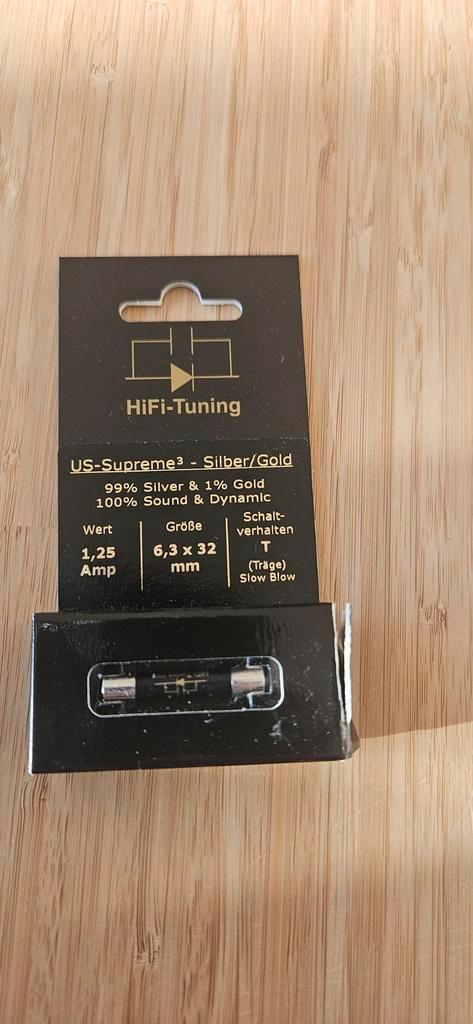 HiFi-Tuning
US-Supreme³ - Silber/Gold
99% Silver & 1% Gold
100% Sound & Dynamic
Wert
1,25
Amp
Größe
6,3 x 32
mm
Schalt-
verhalten
T
(Träge)
Slow Blow